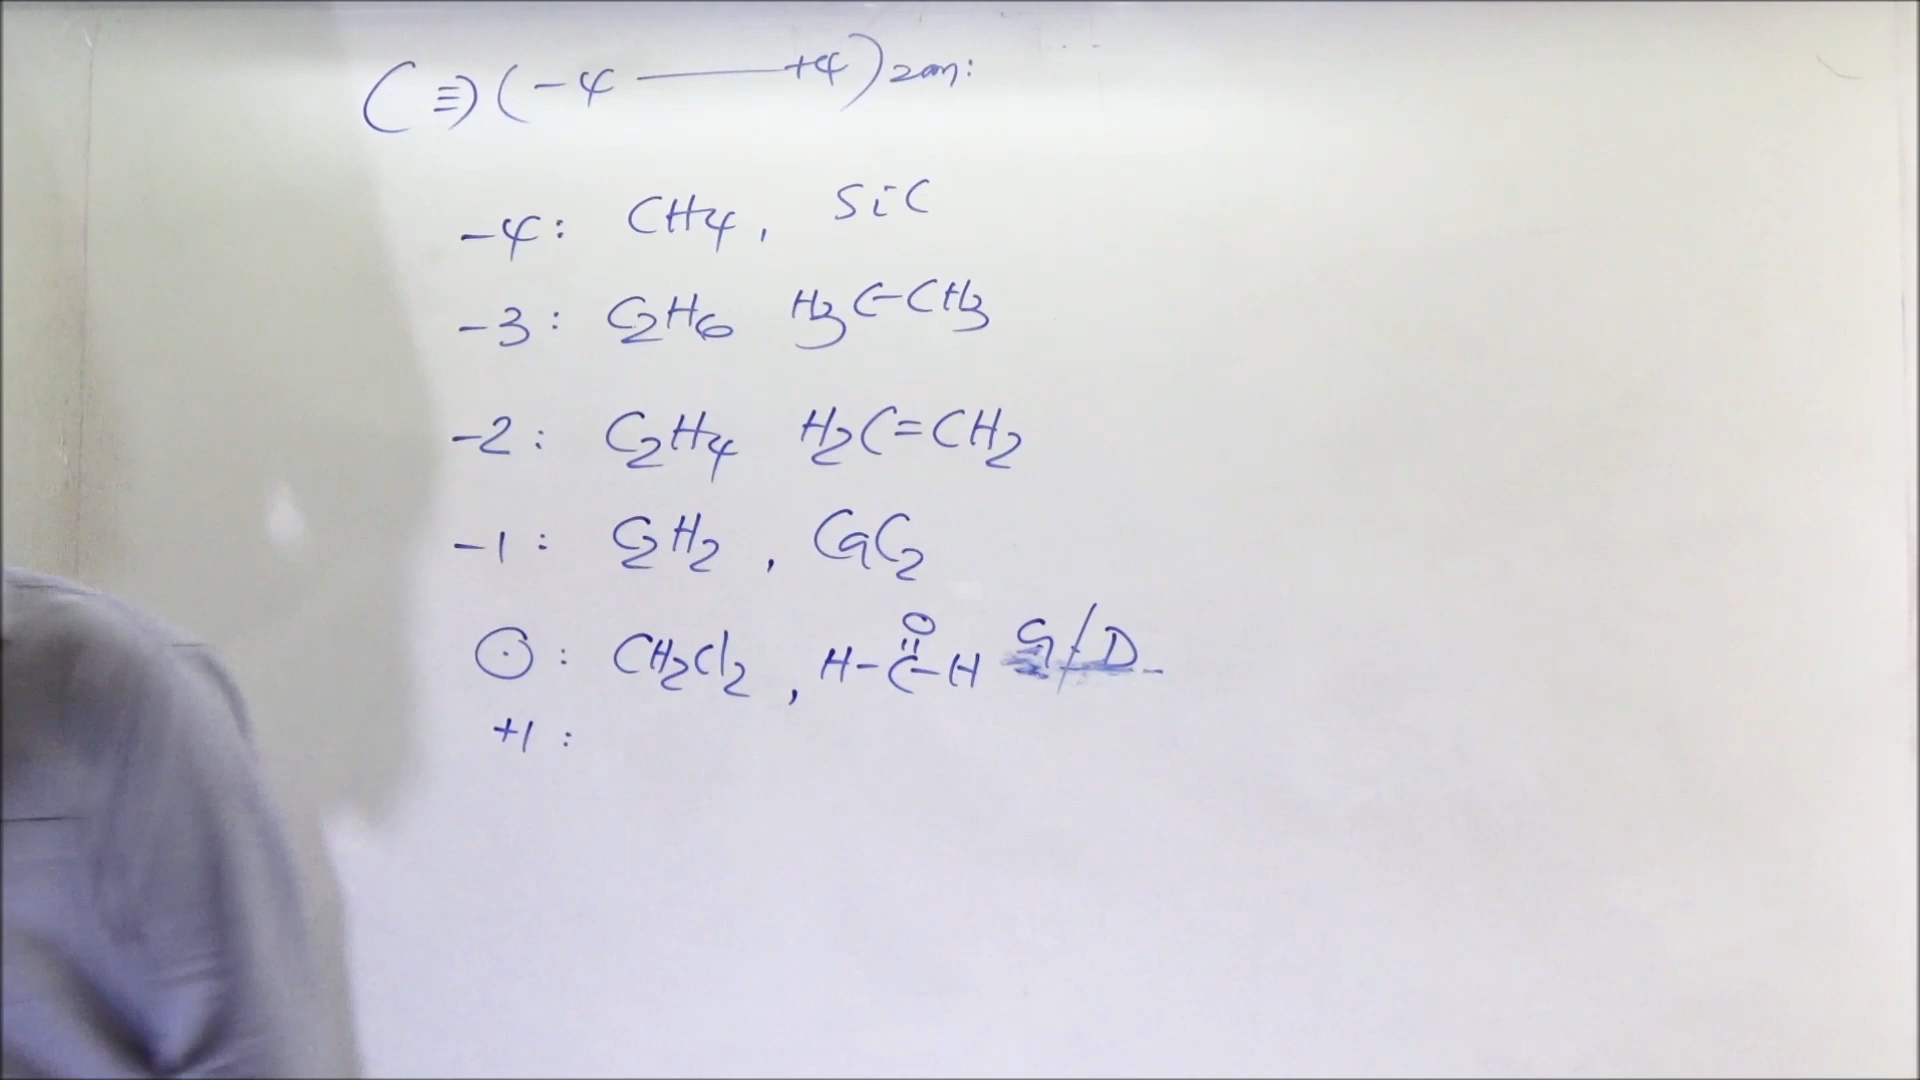 C ≡) (-4 —— +4)
-4: CH4, SiC
-3: C2H6 H3C-CH3
-2: C2H4 H2C=CH2
-1: C2H2, CaC2
0: CH2Cl2, H-C-H G/D
O
+1: